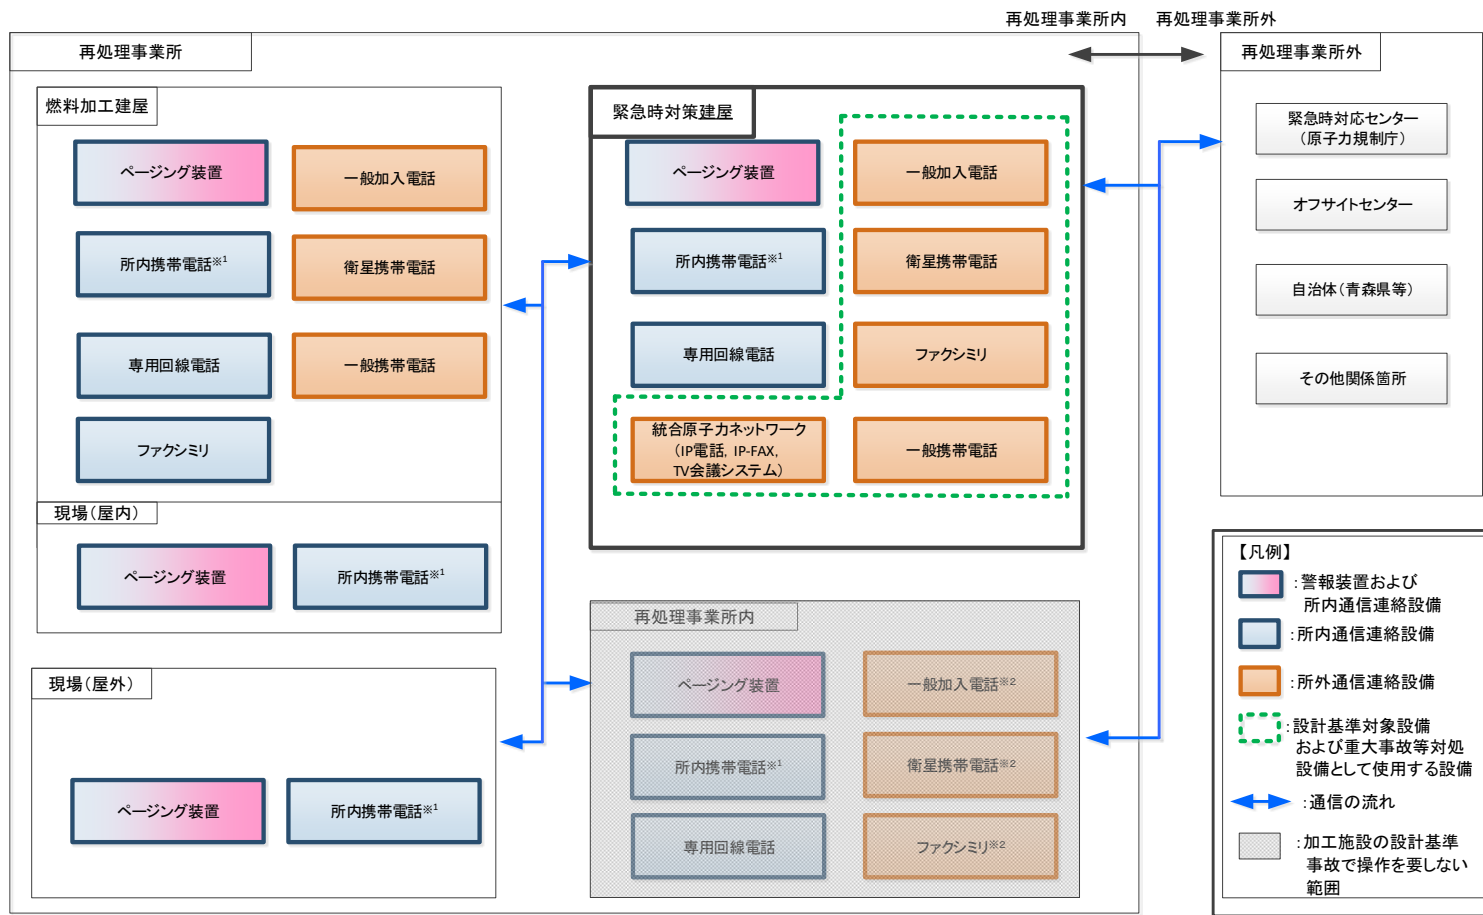 再処理事業所内
再処理事業所外
再処理事業所
燃料加工建屋
ページング装置
一般加入電話
所内携帯電話※1
衛星携帯電話
専用回線電話
一般携帯電話
ファクシミリ
現場(屋内)
ページング装置
所内携帯電話※1
現場(屋外)
ページング装置
所内携帯電話※1
緊急時対策建屋
ページング装置
一般加入電話
所内携帯電話※1
衛星携帯電話
専用回線電話
ファクシミリ
統合原子力ネットワーク
(IP電話, IP-FAX,
TV会議システム)
一般携帯電話
再処理事業所内
ページング装置
一般加入電話※2
所内携帯電話※1
衛星携帯電話※2
専用回線電話
ファクシミリ※2
再処理事業所外
緊急時対応センター
(原子力規制庁)
オフサイトセンター
自治体(青森県等)
その他関係箇所
【凡例】
:警報装置および
所内通信連絡設備
:所内通信連絡設備
:所外通信連絡設備
:設計基準対象設備
および重大事故等対処
設備として使用する設備
:通信の流れ
:加工施設の設計基準
事故で操作を要しない
範囲